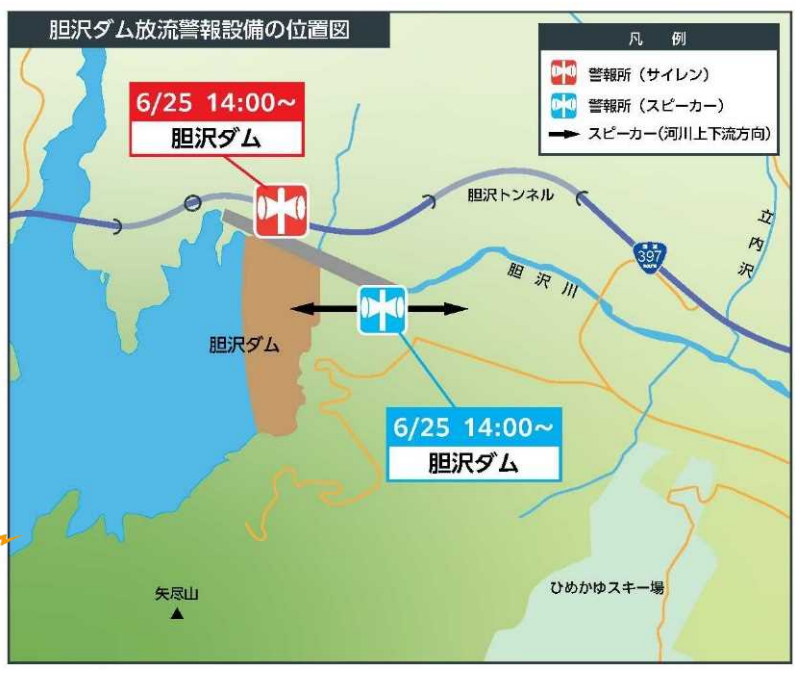 胆沢ダム放流警報設備の位置図
凡 例
警報所(サイレン)
警報所(スピーカー)
スピーカー(河川上下流方向)
6/25 14:00~
胆沢ダム
胆沢トンネル
立内沢
397
胆沢川
胆沢ダム
6/25 14:00~
胆沢ダム
ひめかゆスキー場
矢尽山